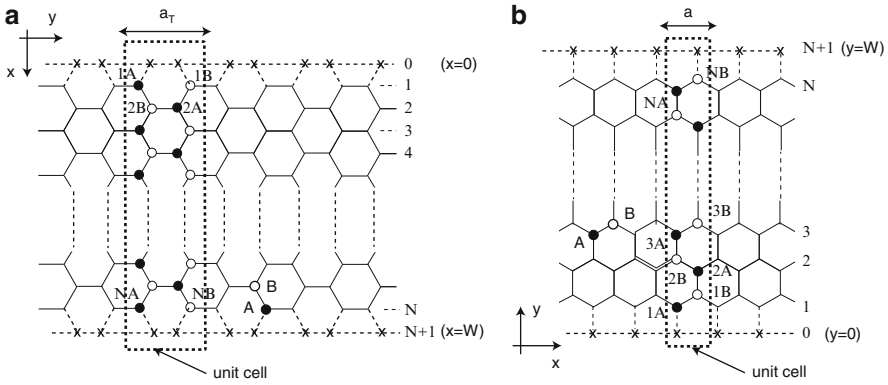 a
y
a_T
x
0 (x=0)
1A 1B 1
2B 2A 2
3
4
NA NB B
A N
N+1 (x=W)
unit cell
b
a
N+1 (y=W)
NB N
NA
B 3B
A 3A 3
2B 2A 2
1B
1A 1
0 (y=0)
y
x
unit cell